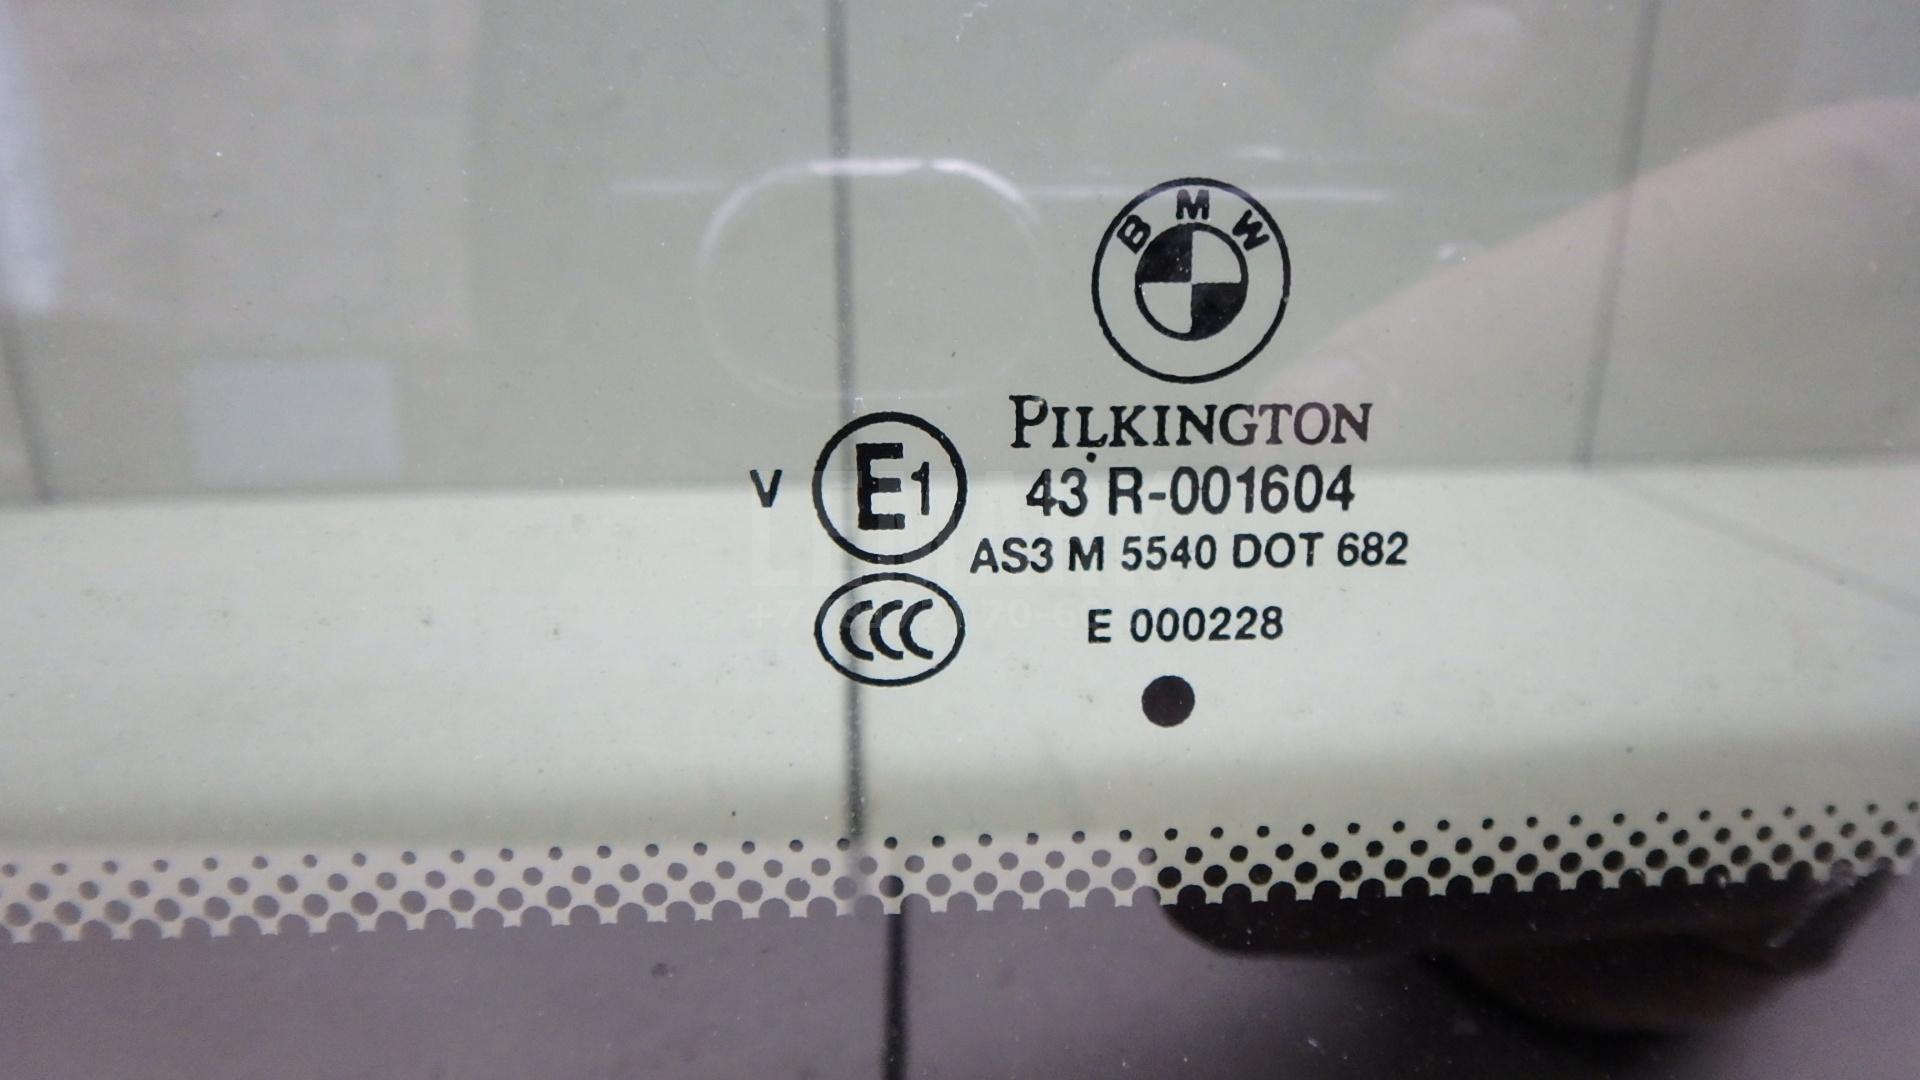 BMW
PILKINGTON
V E1 43 R-001604
AS3 M 5540 DOT 682
CCC E 000228